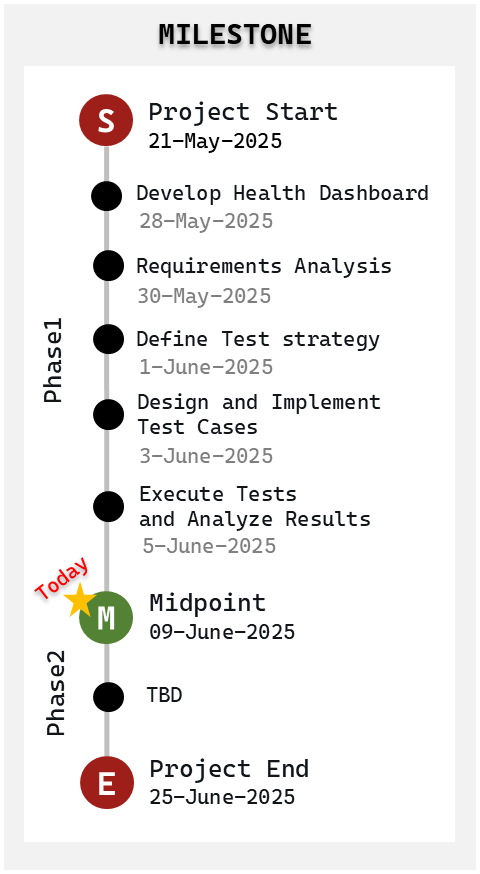 MILESTONE
S
Project Start
21-May-2025
Develop Health Dashboard
28-May-2025
Requirements Analysis
30-May-2025
Phase1
Define Test strategy
1-June-2025
Design and Implement
Test Cases
3-June-2025
Execute Tests
and Analyze Results
5-June-2025
Today
M
Midpoint
09-June-2025
Phase2
TBD
E
Project End
25-June-2025